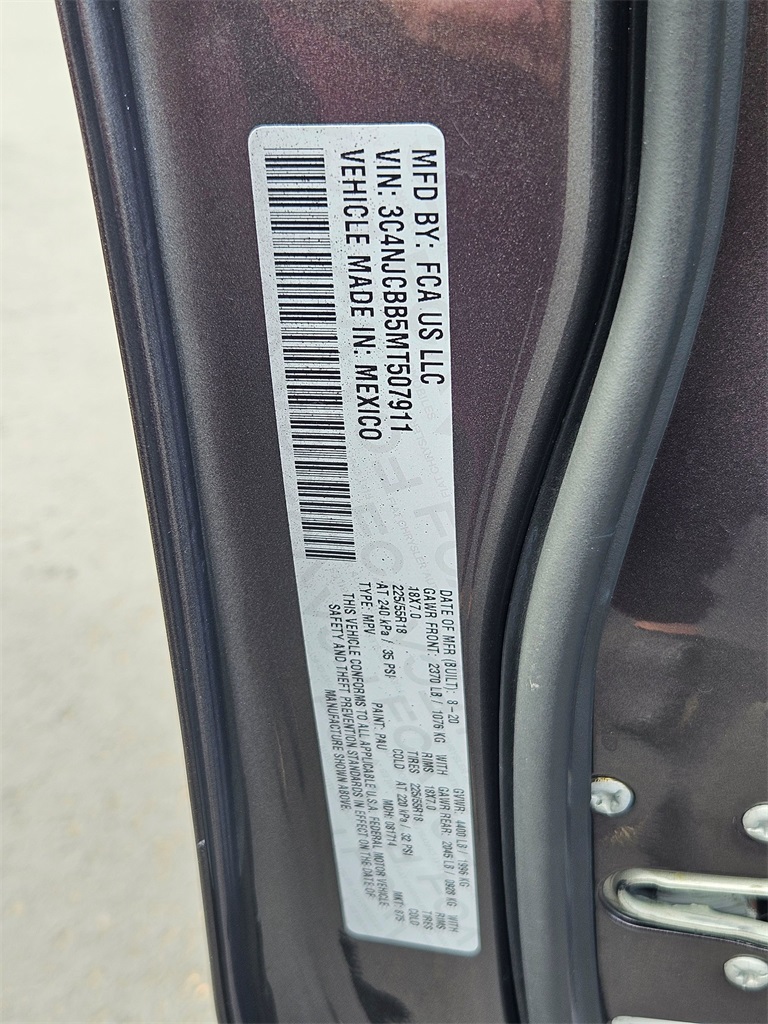 MFD BY: FCA US LLC
VIN: 3C4NJCBB5MT507911
VEHICLE MADE IN: MEXICO
DATE OF MFR (BUILT): 8-20 GVWR: 4400 LB / 1996 KG
GAWR FRONT: 2370 LB / 1076 KG WITH GAWR REAR: 2045 LB / 0928 KG WITH
18X7.0 RIMS 18X7.0 RIMS
225/55R18 TIRES 225/55R18 TIRES
AT 240 kPa / 35 PSI COLD AT 220 kPa / 32 PSI COLD
TYPE: MPV PAINT: PAU MDH: 081714 MKT:
THIS VEHICLE CONFORMS TO ALL APPLICABLE U.S.A. FEDERAL MOTOR VEHICLE
SAFETY AND THEFT PREVENTION STANDARDS IN EFFECT ON THE DATE OF
MANUFACTURE SHOWN ABOVE.